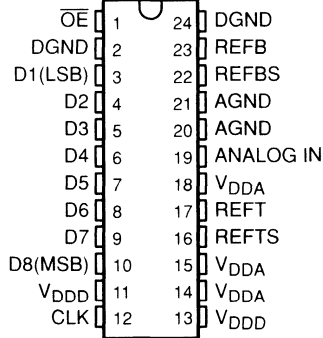 OE 1 24 DGND
DGND 2 23 REFB
D1(LSB) 3 22 REFBS
D2 4 21 AGND
D3 5 20 AGND
D4 6 19 ANALOG IN
D5 7 18 VDDA
D6 8 17 REFT
D7 9 16 REFTS
D8(MSB) 10 15 VDDA
VDDD 11 14 VDDA
CLK 12 13 VDDD